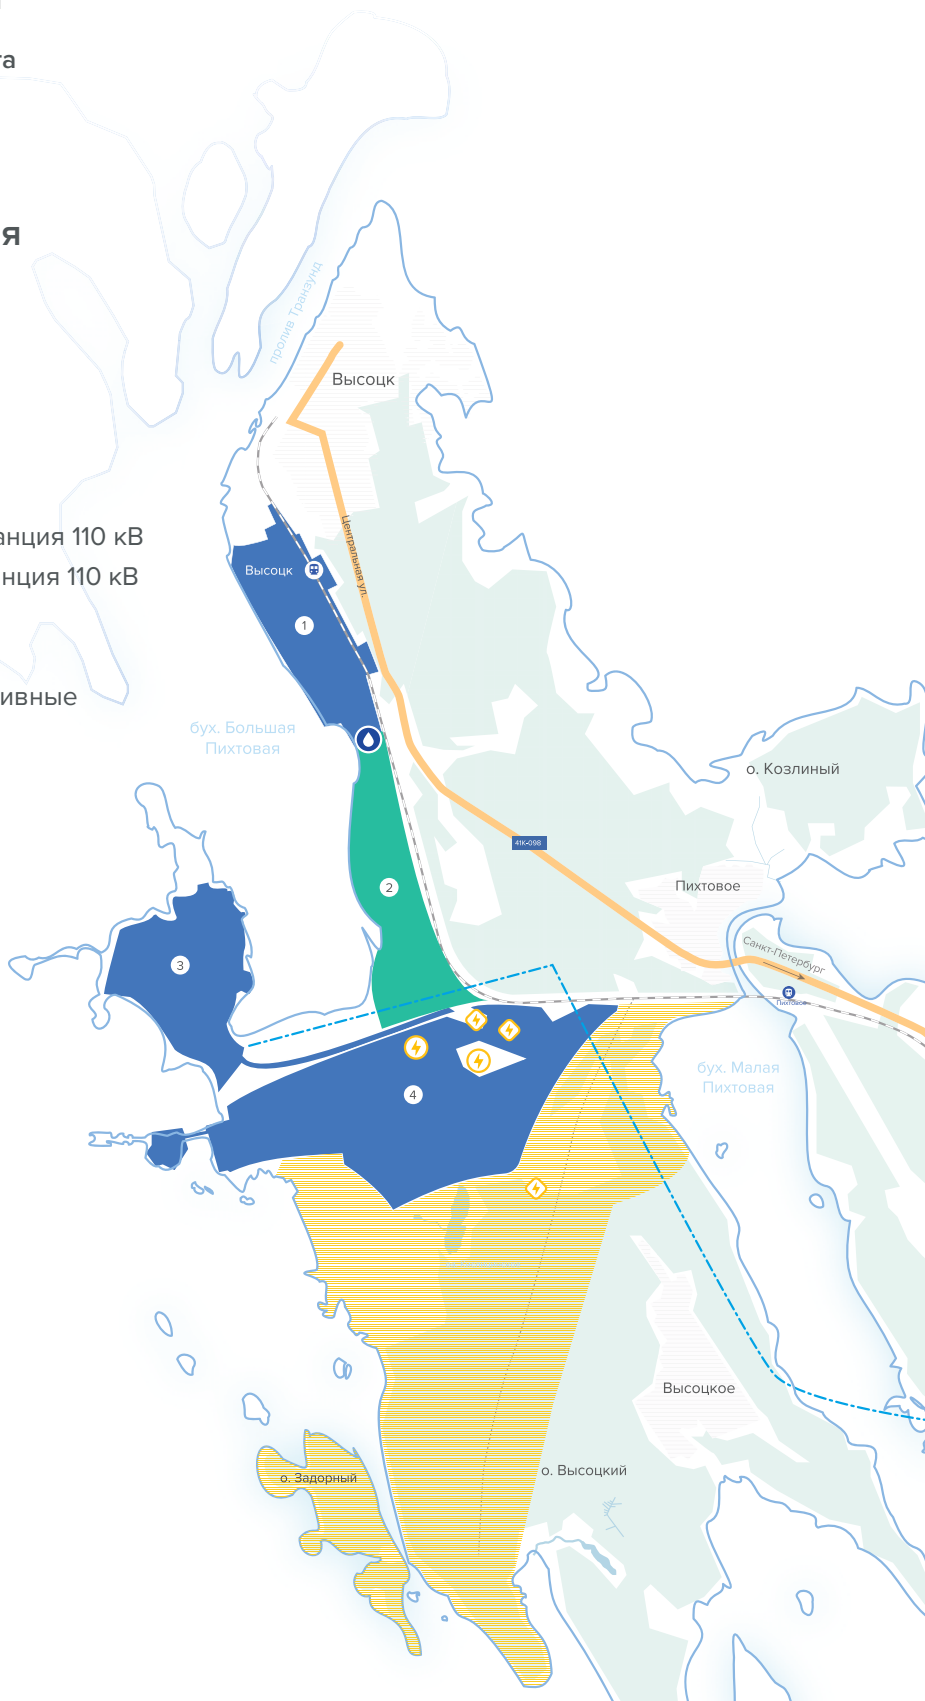 та
я
пролив Транзунд
Высоцк
анция 110 кВ
Центральная ул.
Высоцк
нция 110 кВ
1
ивные
бух. Большая
Пихтовая
о. Козлиный
41К-098
2
Пихтовое
3
Санкт-Петербург
Пихтовое
4
бух. Малая
Пихтовая
Высоцкое
о. Высоцкий
о. Задорный